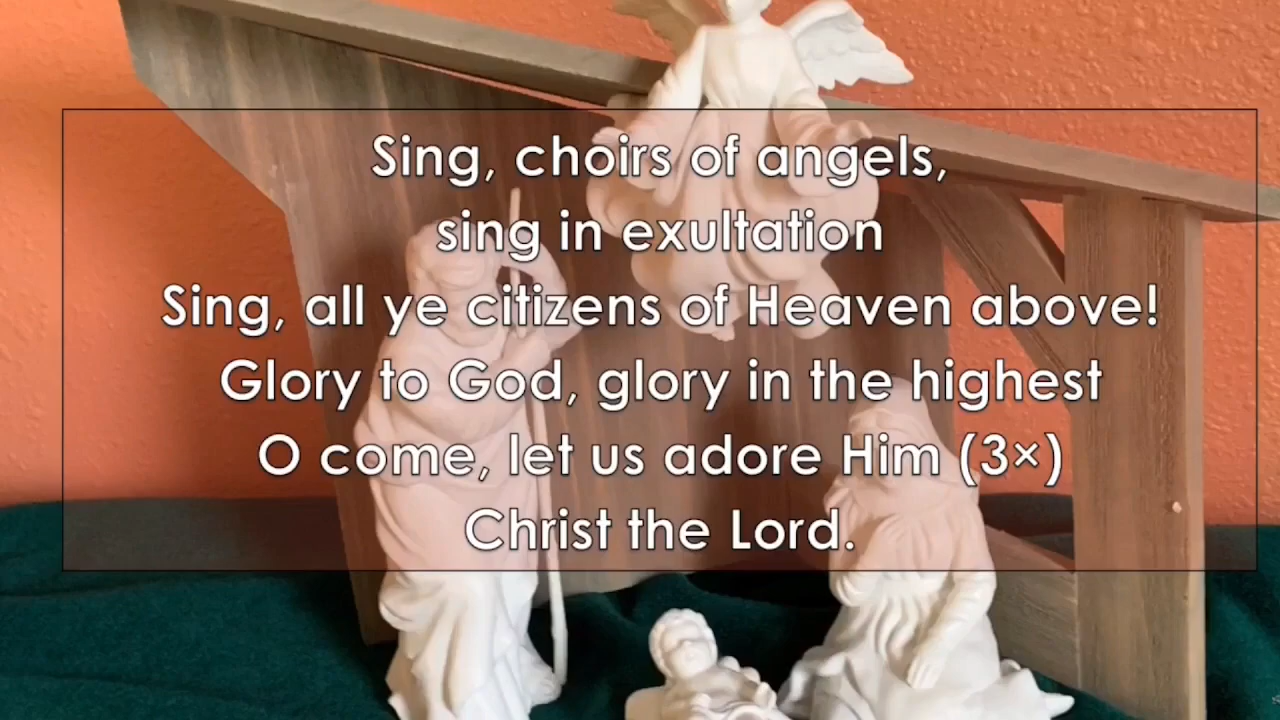 Sing, choirs of angels,
sing in exultation
Sing, all ye citizens of Heaven above!
Glory to God, glory in the highest
O come, let us adore Him (3×)
Christ the Lord.